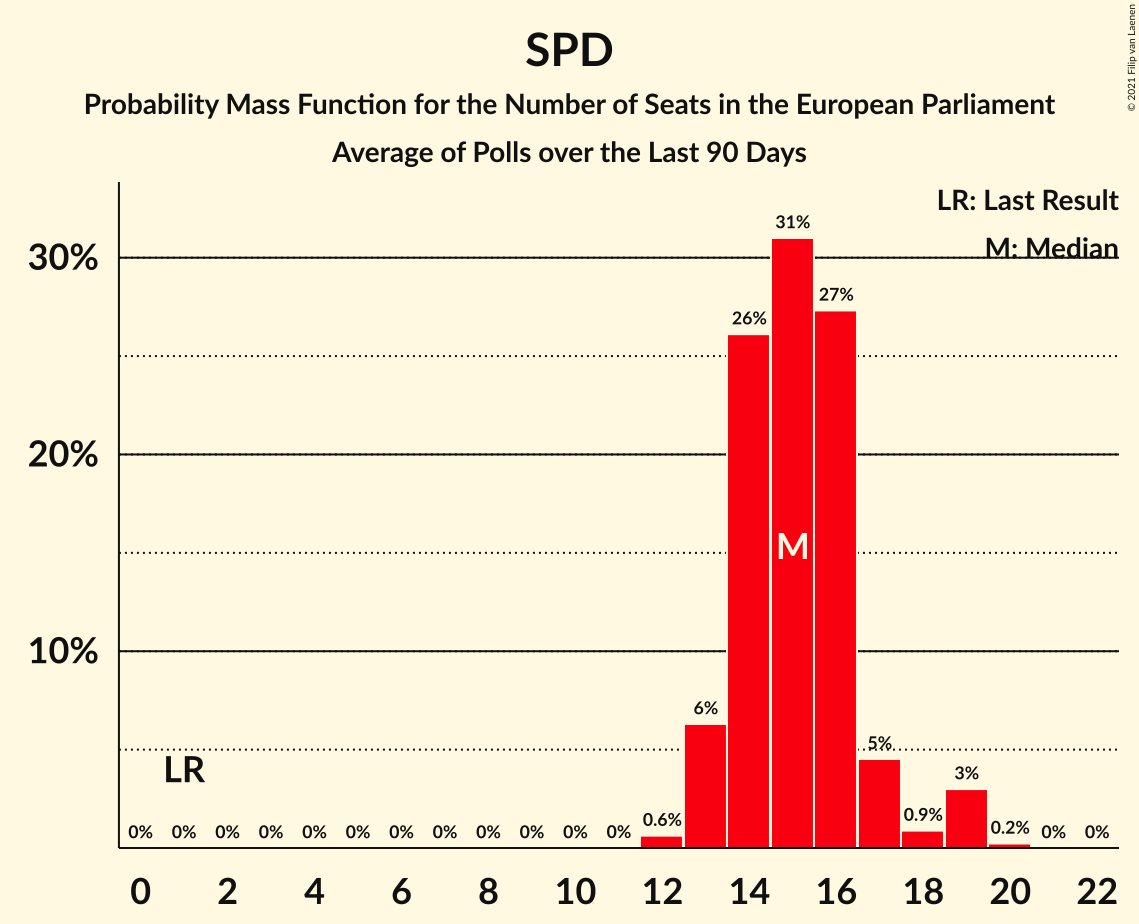 SPD
Probability Mass Function for the Number of Seats in the European Parliament
Average of Polls over the Last 90 Days
© 2021 Filip van Laenen
LR: Last Result
M: Median
30%
20%
10%
31%
27%
26%
M
6%
5%
LR
3%
0% 0% 0% 0% 0% 0% 0% 0% 0% 0% 0% 0% 0.6% 0.9% 0.2% 0% 0%
0 2 4 6 8 10 12 14 16 18 20 22